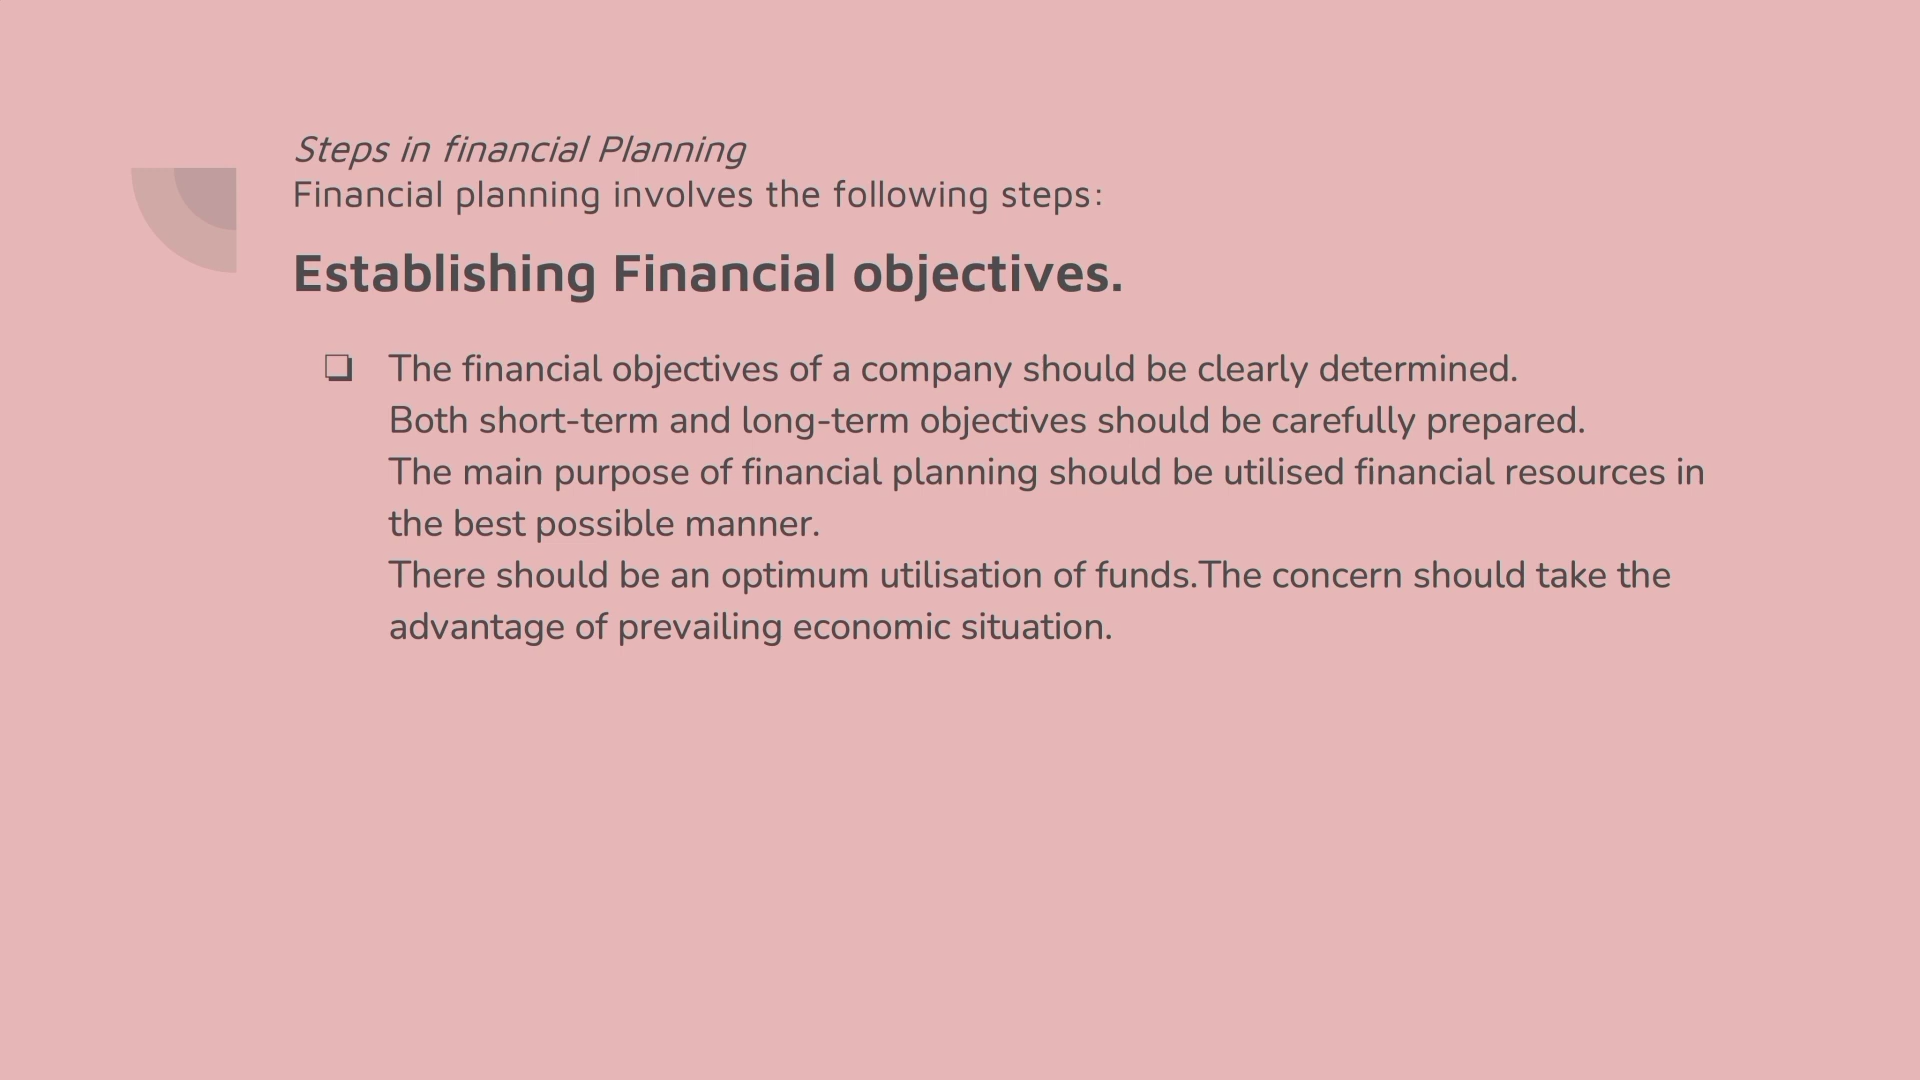 Steps in financial Planning
Financial planning involves the following steps:
Establishing Financial objectives.
❏ The financial objectives of a company should be clearly determined.
Both short-term and long-term objectives should be carefully prepared.
The main purpose of financial planning should be utilised financial resources in
the best possible manner.
There should be an optimum utilisation of funds.The concern should take the
advantage of prevailing economic situation.